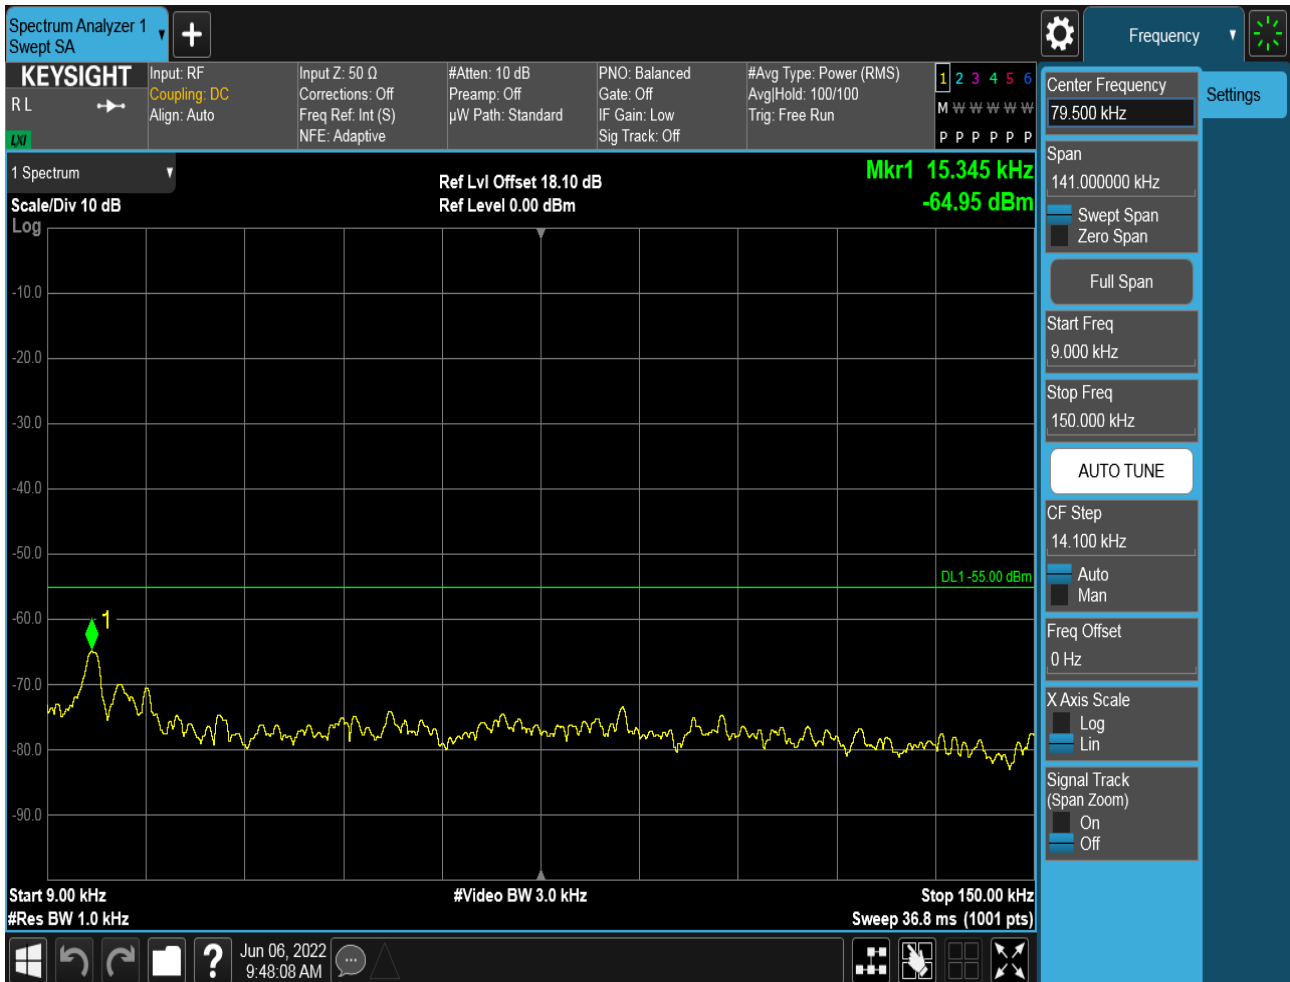 Spectrum Analyzer 1
Swept SA
Frequency
KEYSIGHT
R L
LXI
Input: RF
Coupling: DC
Align: Auto
Input Z: 50 Ω
Corrections: Off
Freq Ref: Int (S)
NFE: Adaptive
#Atten: 10 dB
Preamp: Off
µW Path: Standard
PNO: Balanced
Gate: Off
IF Gain: Low
Sig Track: Off
#Avg Type: Power (RMS)
Avg|Hold: 100/100
Trig: Free Run
1 2 3 4 5 6
M W W W W W
P P P P P P
1 Spectrum
Scale/Div 10 dB
Log
Ref Lvl Offset 18.10 dB
Ref Level 0.00 dBm
Mkr1 15.345 kHz
-64.95 dBm
-10.0
-20.0
-30.0
-40.0
-50.0
DL1 -55.00 dBm
-60.0
1
-70.0
-80.0
-90.0
Start 9.00 kHz
#Video BW 3.0 kHz
Stop 150.00 kHz
#Res BW 1.0 kHz
Sweep 36.8 ms (1001 pts)
?
Jun 06, 2022
9:48:08 AM
Center Frequency
79.500 kHz
Settings
Span
141.000000 kHz
Swept Span
Zero Span
Full Span
Start Freq
9.000 kHz
Stop Freq
150.000 kHz
AUTO TUNE
CF Step
14.100 kHz
Auto
Man
Freq Offset
0 Hz
X Axis Scale
Log
Lin
Signal Track
(Span Zoom)
On
Off